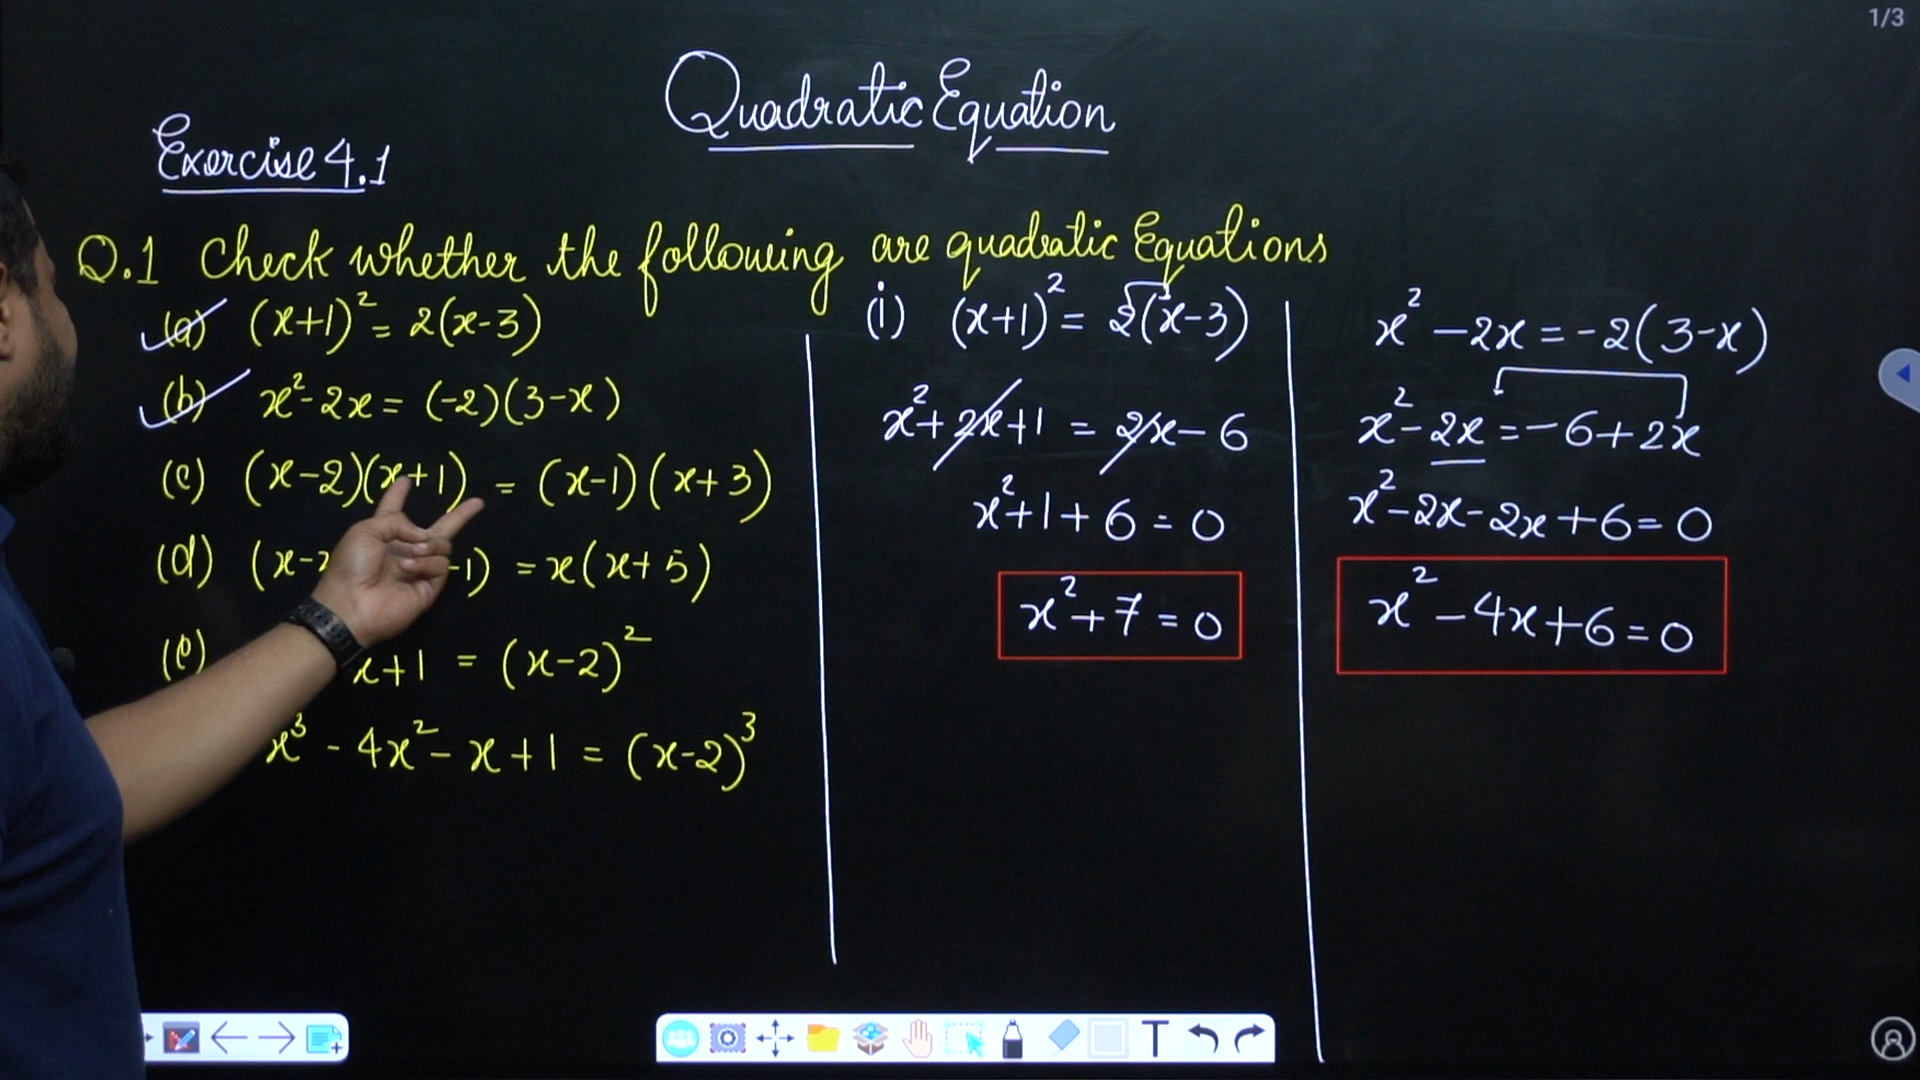 1/3
Quadratic Equation
Exercise 4.1
Q.1 Check whether the following are quadratic Equations
(a) (x+1)² = 2(x-3)
(b) x²-2x = (-2)(3-x)
(c) (x-2)(x+1) = (x-1)(x+3)
(d) (x- -1) = x(x+5)
(e) x+1 = (x-2)²
x³ - 4x² - x + 1 = (x-2)³
(i) (x+1)² = 2(x-3)
x²+2x+1 = 2x-6
x²+1+6=0
x²+7=0
x²-2x=-2(3-x)
x²-2x=-6+2x
x²-2x-2x+6=0
x²-4x+6=0
T